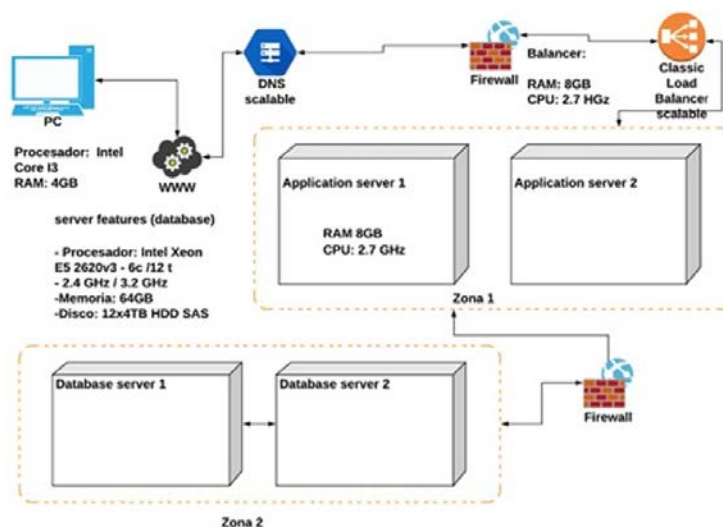 PC
Procesador: Intel
Core I3
RAM: 4GB
WWW
DNS
scalable
Firewall
Balancer:
RAM: 8GB
CPU: 2.7 HGz
Classic
Load
Balancer
scalable
server features (database)
- Procesador: Intel Xeon
E5 2620v3 - 6c /12 t
- 2.4 GHz / 3.2 GHz
-Memoria: 64GB
-Disco: 12x4TB HDD SAS
Application server 1
RAM 8GB
CPU: 2.7 GHz
Application server 2
Zona 1
Database server 1
Database server 2
Firewall
Zona 2